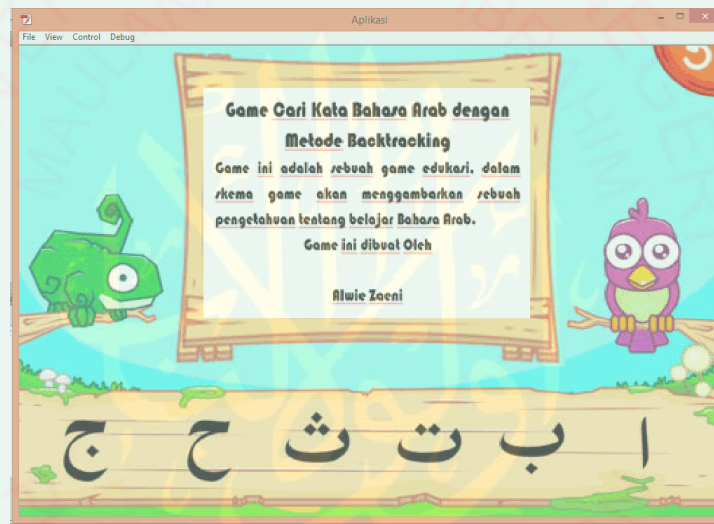 Aplikasi
File View Control Debug
Game Cari Kata Bahasa Arab dengan
Metode Backtracking
Game ini adalah sebuah game edukasi, dalam
skema game akan menggambarkan sebuah
pengetahuan tentang belajar Bahasa Arab.
Game ini dibuat Oleh
Alwie Zaeni
ا ب ت ث ح ج